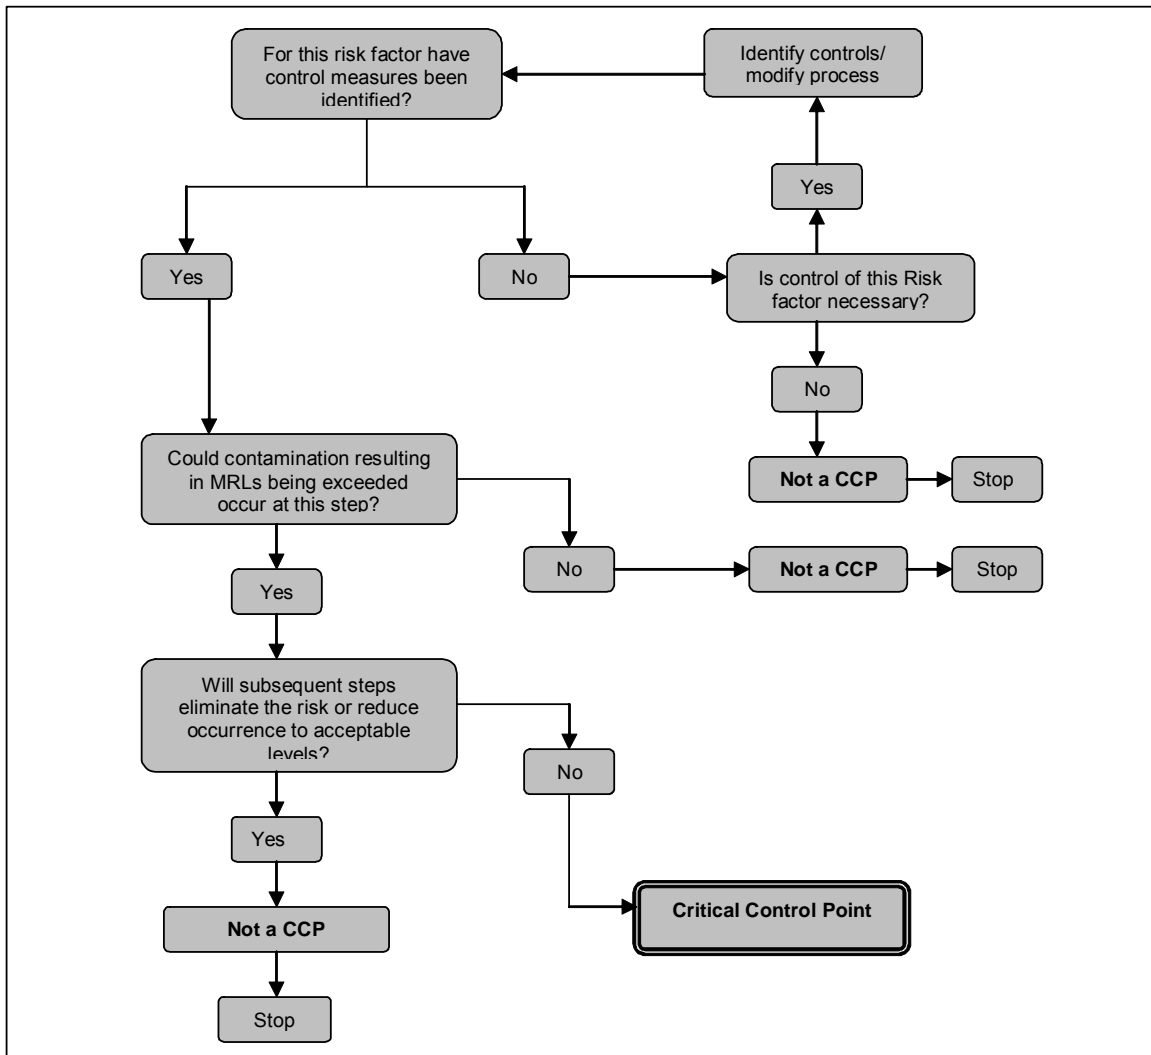 For this risk factor have
control measures been
identified?
Identify controls/
modify process
Yes
Yes
No
Is control of this Risk
factor necessary?
No
Could contamination resulting
in MRLs being exceeded
occur at this step?
Not a CCP
Stop
No
Not a CCP
Stop
Yes
Will subsequent steps
eliminate the risk or reduce
occurrence to acceptable
levels?
No
Yes
Critical Control Point
Not a CCP
Stop